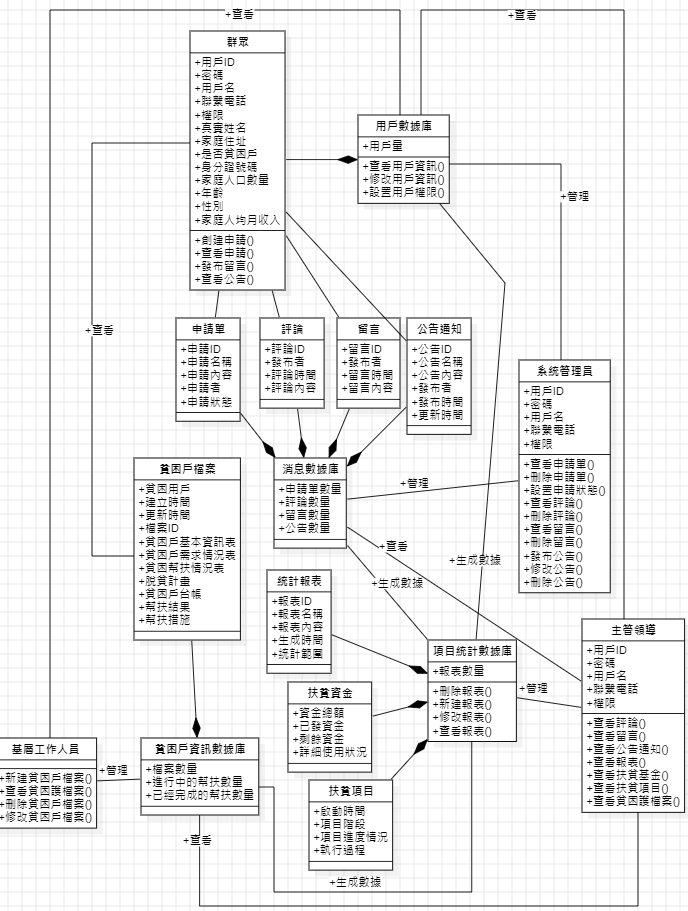 +查看
+查看
群眾
+用戶ID
+密碼
+用戶名
+聯繫電話
+權限
+真實姓名
+家庭住址
+是否貧困戶
+身分證號碼
+家庭人口數量
+年齡
+性別
+家庭人均月收入
+創建申請()
+查看申請()
+發布留言()
+查看公告()
用戶數據庫
+用戶量
+查看用戶資訊()
+修改用戶資訊()
+設置用戶權限()
+管理
+查看
申請單
+申請ID
+申請名稱
+申請內容
+申請者
+申請狀態
評論
+評論ID
+發布者
+評論時間
+評論內容
留言
+留言ID
+發布者
+留言時間
+留言內容
公告通知
+公告ID
+公告名稱
+公告內容
+發布者
+發布時間
+更新時間
系統管理員
+用戶ID
+密碼
+用戶名
+聯繫電話
+權限
+查看申請單()
+刪除申請單()
+設置申請狀態()
+查看評論()
+刪除評論()
+查看留言()
+刪除留言()
+發布公告()
+修改公告()
+刪除公告()
貧困戶檔案
+貧困用戶
+建立時間
+更新時間
+檔案ID
+貧困戶基本資訊表
+貧困戶需求情況表
+貧困幫扶情況表
+脫貧計畫
+貧困戶台帳
+幫扶結果
+幫扶措施
消息數據庫
+申請單數量
+評論數量
+留言數量
+公告數量
+管理
+查看
+生成數據
+生成數據
統計報表
+報表ID
+報表名稱
+報表內容
+生成時間
+統計範圍
項目統計數據庫
+報表數量
+刪除報表()
+新建報表()
+修改報表()
+查看報表()
+管理
主管領導
+用戶ID
+密碼
+用戶名
+聯繫電話
+權限
+查看評論()
+查看留言()
+查看公告通知()
+查看報表()
+查看扶貧基金()
+查看扶貧項目()
+查看貧困護檔案()
扶貧資金
+資金總額
+已發資金
+剩餘資金
+詳細使用狀況
基層工作人員
+新建貧困戶檔案()
+查看貧困護檔案()
+刪除貧困戶檔案()
+修改貧困戶檔案()
+管理
貧困戶資訊數據庫
+檔案數量
+進行中的幫扶數量
+已經完成的幫扶數量
扶貧項目
+啟動時間
+項目階段
+項目進度情況
+執行過程
+查看
+生成數據